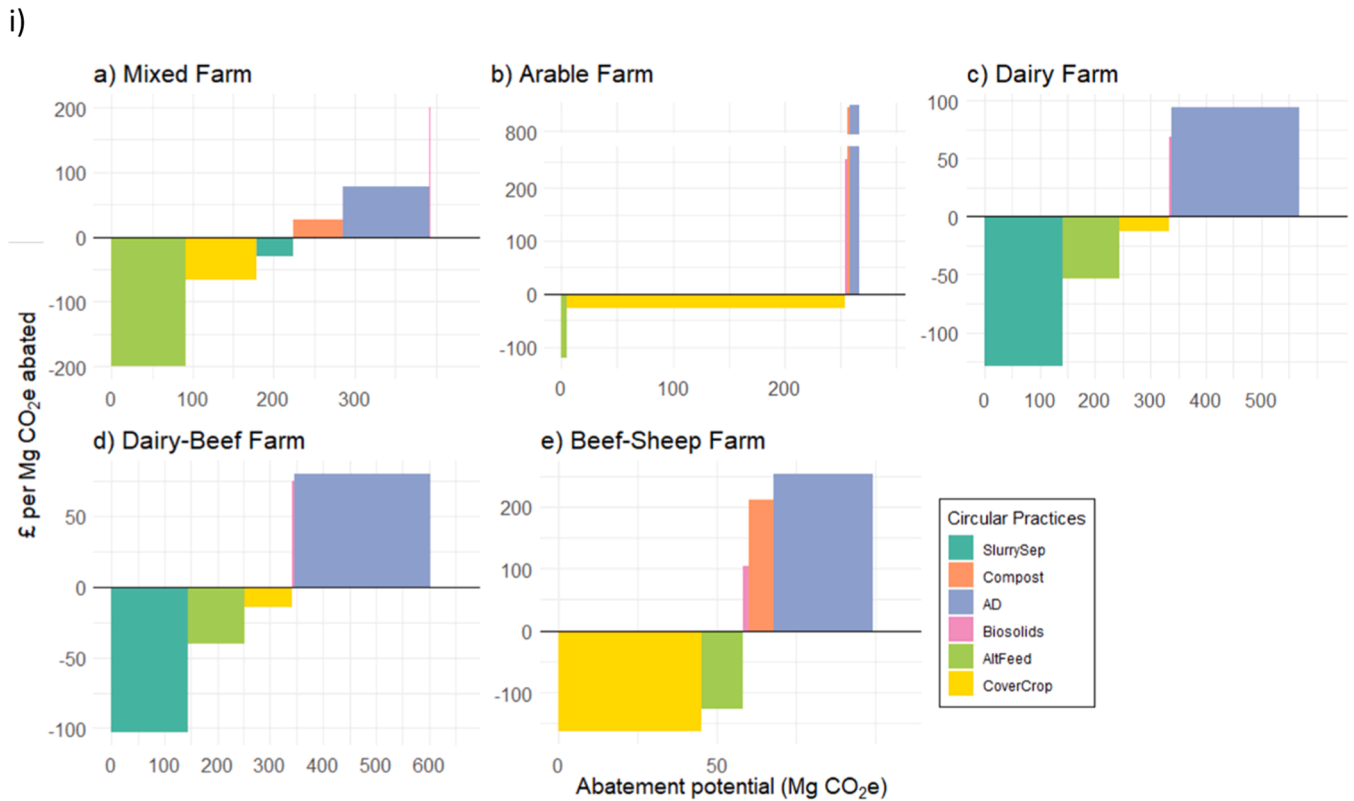 i)
a) Mixed Farm
b) Arable Farm
c) Dairy Farm
200
100
0
-100
-200
0 100 200 300
800
200
100
0
-100
0 100 200
100
50
0
-50
-100
0 100 200 300 400 500
£ per Mg CO₂e abated
d) Dairy-Beef Farm
e) Beef-Sheep Farm
50
0
-50
-100
0 100 200 300 400 500 600
200
100
0
-100
0 50
Abatement potential (Mg CO₂e)
Circular Practices
SlurrySep
Compost
AD
Biosolids
AltFeed
CoverCrop